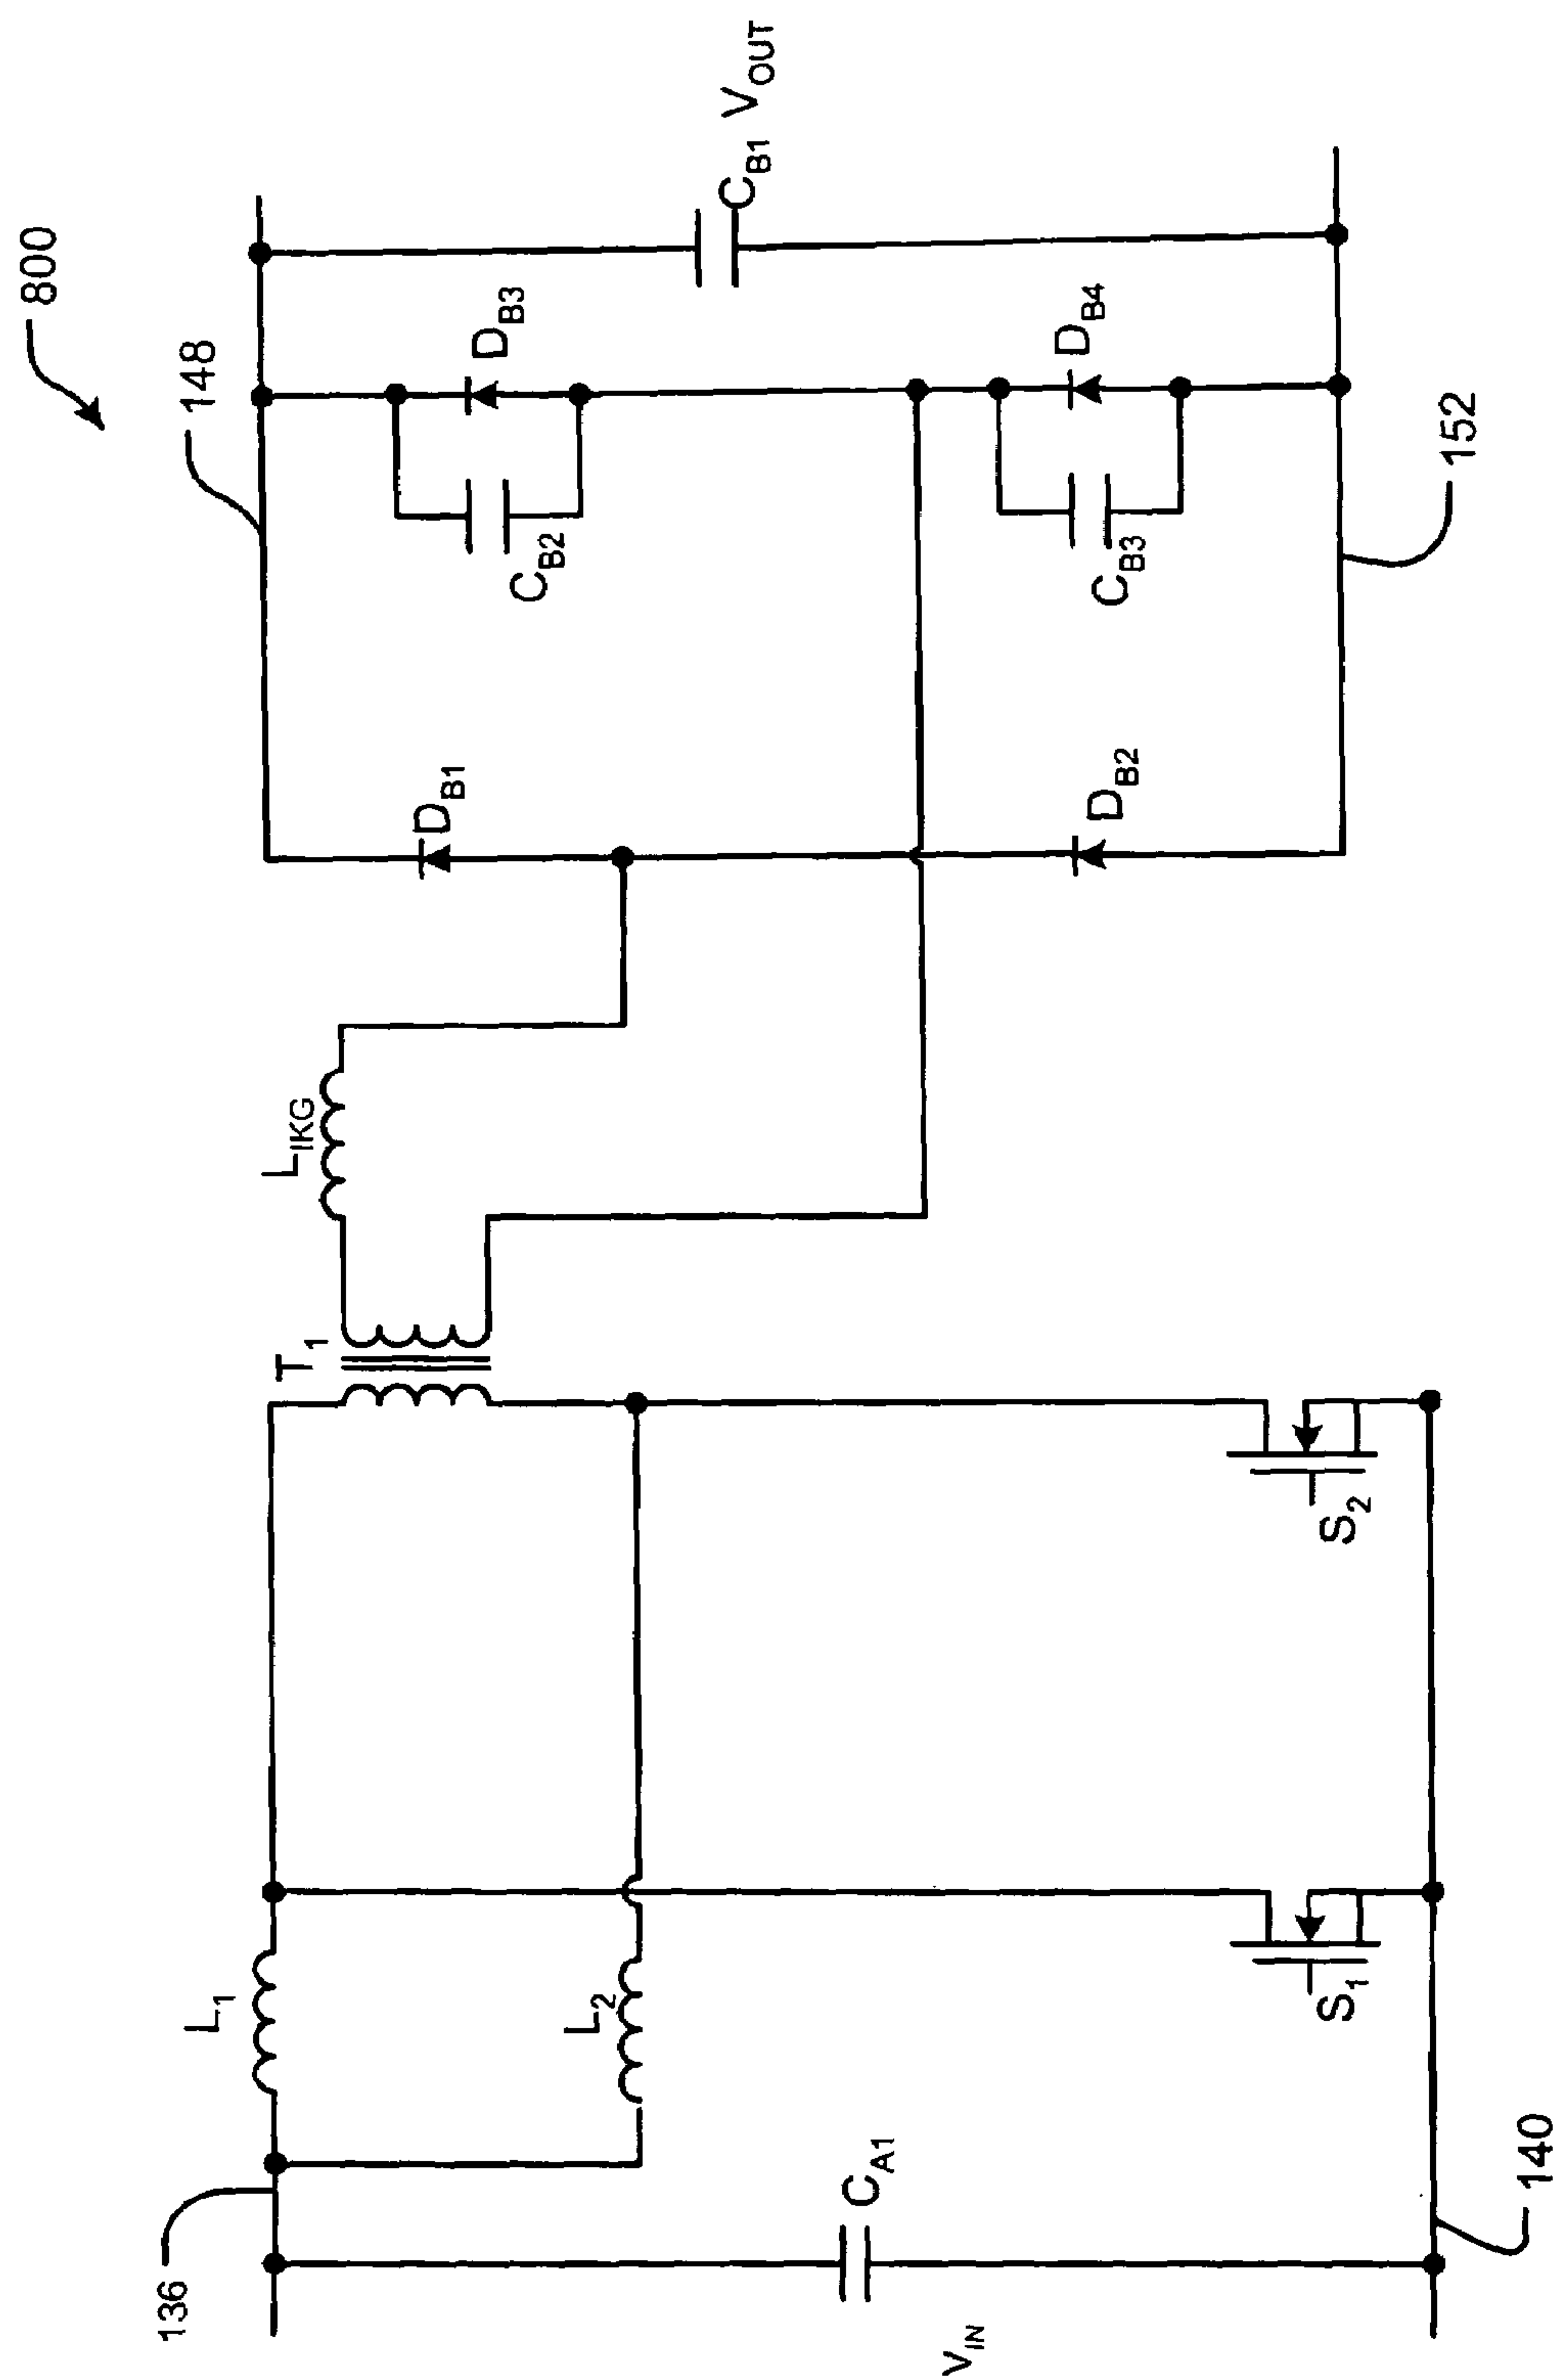 800
148
C_B1 V_OUT
D_B3
C_B2
D_B4
C_B3
152
D_B1
D_B2
L_IKG
T_1
S_2
L_1
L_2
S_1
136
C_A1
V_IN
140